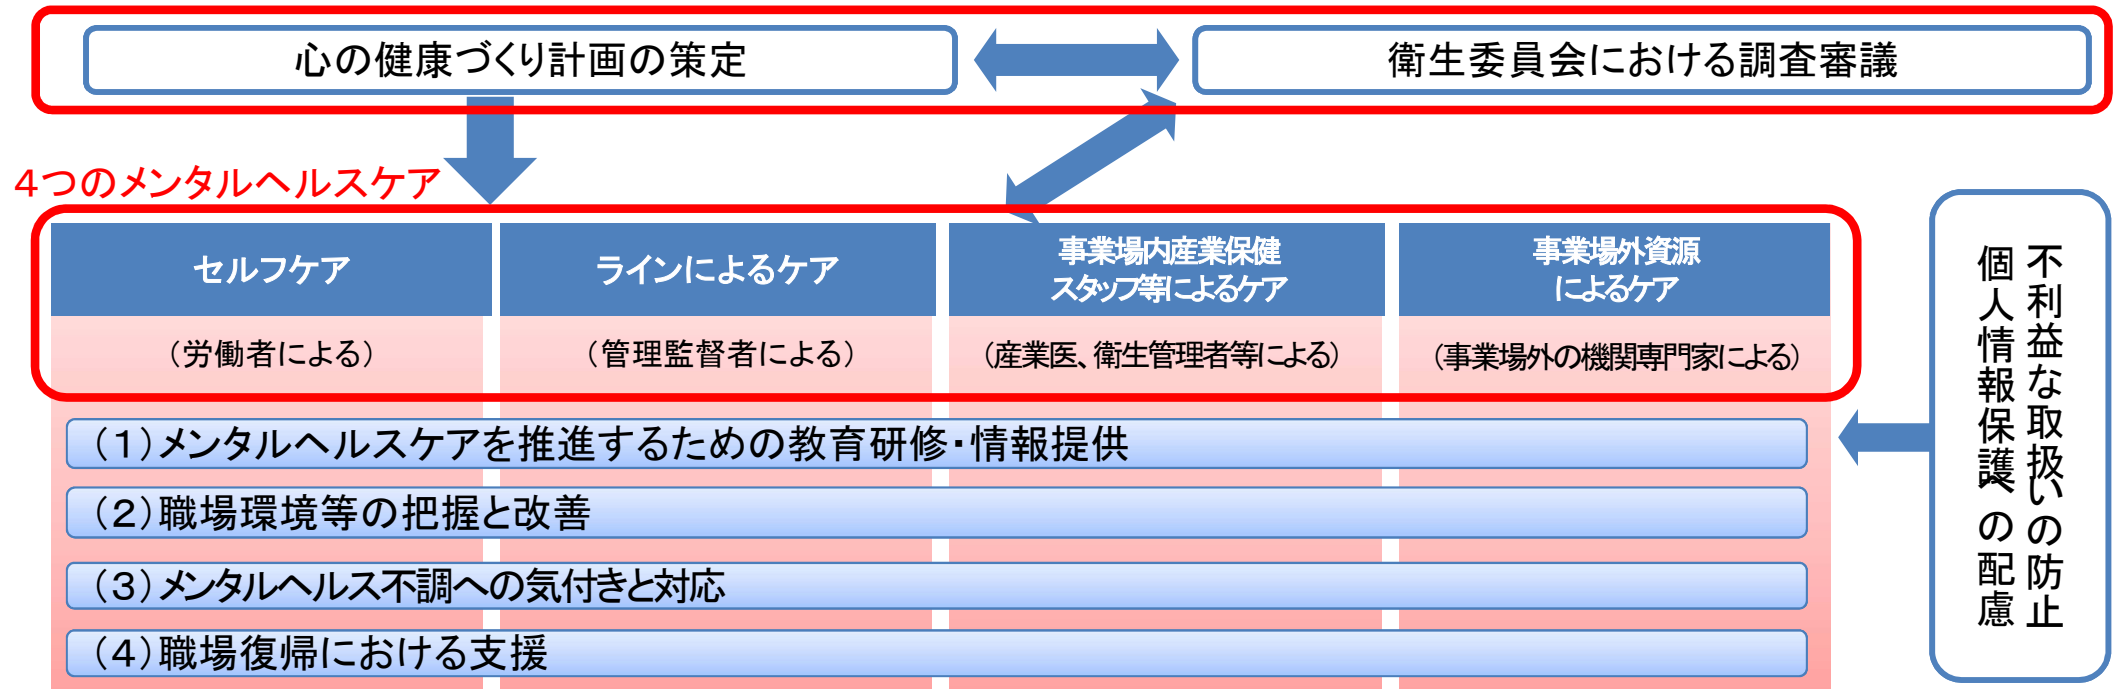 心の健康づくり計画の策定
衛生委員会における調査審議
４つのメンタルヘルスケア
セルフケア
（労働者による）
ラインによるケア
（管理監督者による）
事業場内産業保健
スタッフ等によるケア
（産業医、衛生管理者等による）
事業場外資源
によるケア
（事業場外の機関専門家による）
（１）メンタルヘルスケアを推進するための教育研修・情報提供
（２）職場環境等の把握と改善
（３）メンタルヘルス不調への気付きと対応
（４）職場復帰における支援
不利益な取扱いの防止
個人情報保護への配慮